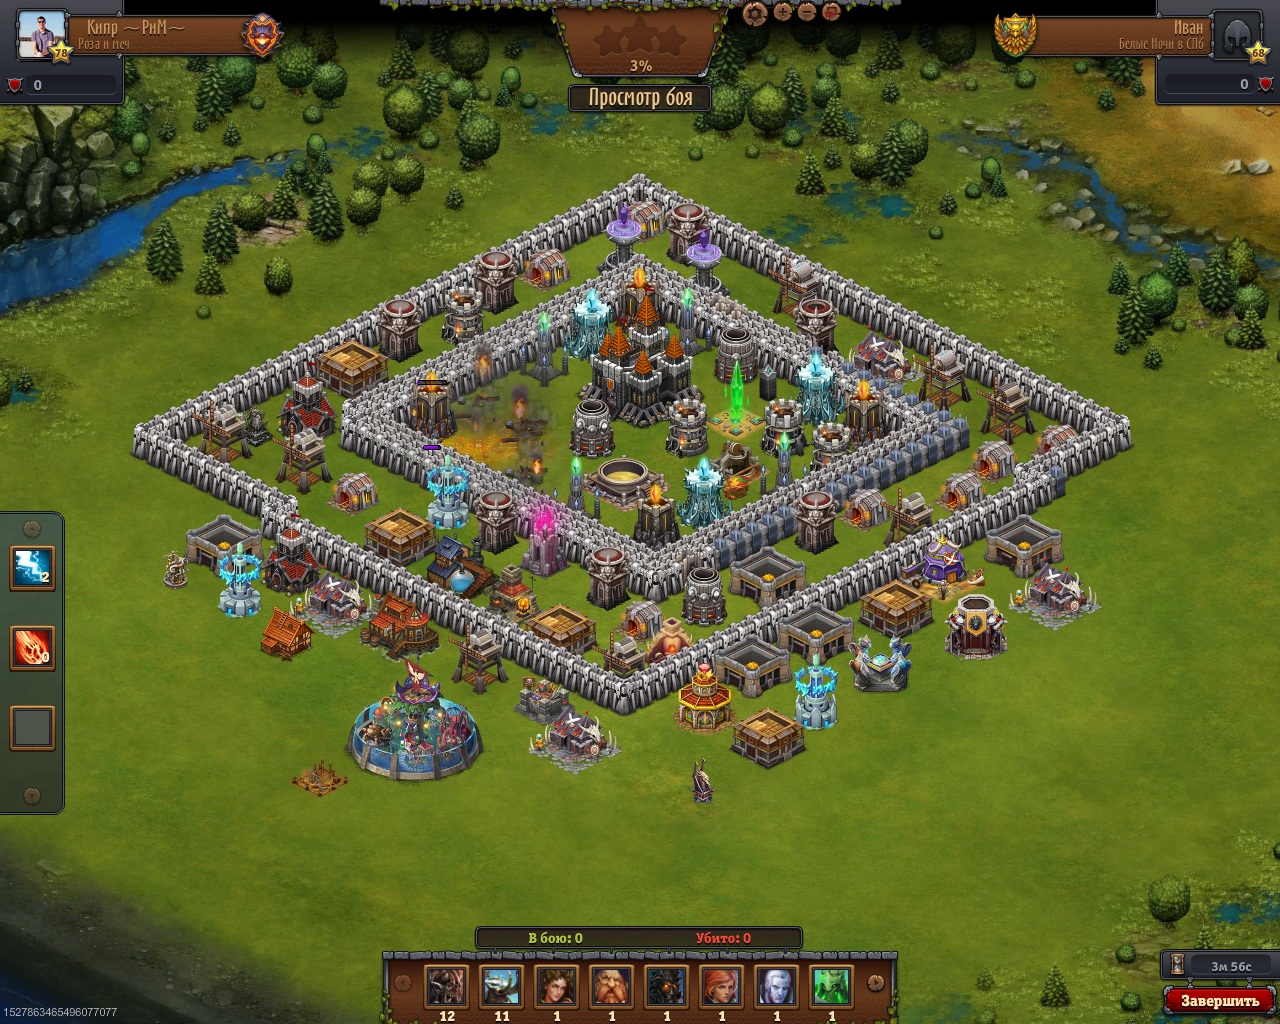 Кипр ~РиМ~
Роза и меч
78
0
3%
Просмотр боя
Иван
Белые Ночи в СПб
68
0
2
0
В бою: 0
Убито: 0
12
11
1
1
1
1
1
1
3м 56с
Завершить
1527863465496077077